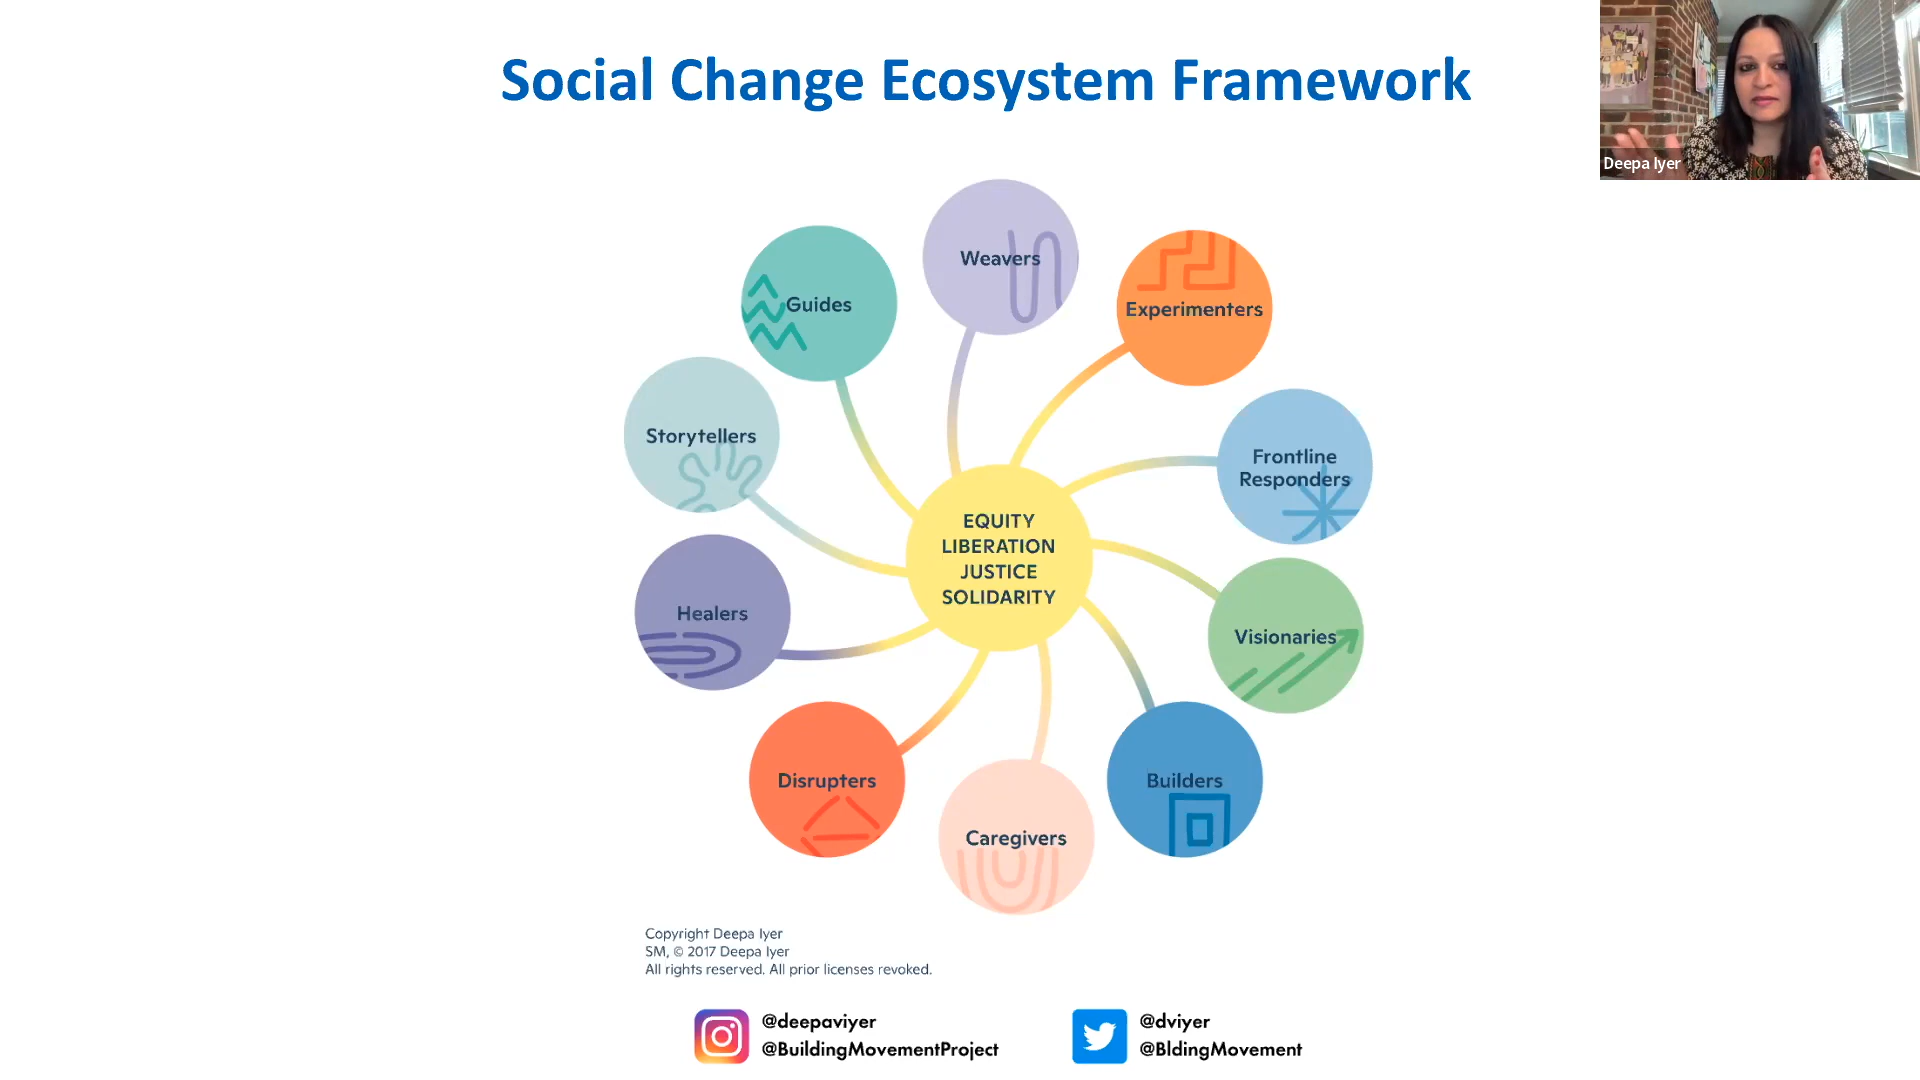 Social Change Ecosystem Framework
Deepa Iyer
Weavers
Guides
Experimenters
Storytellers
Frontline
Responders
EQUITY
LIBERATION
JUSTICE
SOLIDARITY
Healers
Visionaries
Disrupters
Builders
Caregivers
Copyright Deepa Iyer
SM, © 2017 Deepa Iyer
All rights reserved. All prior licenses revoked.
@deepaviyer
@BuildingMovementProject
@dviyer
@BldingMovement